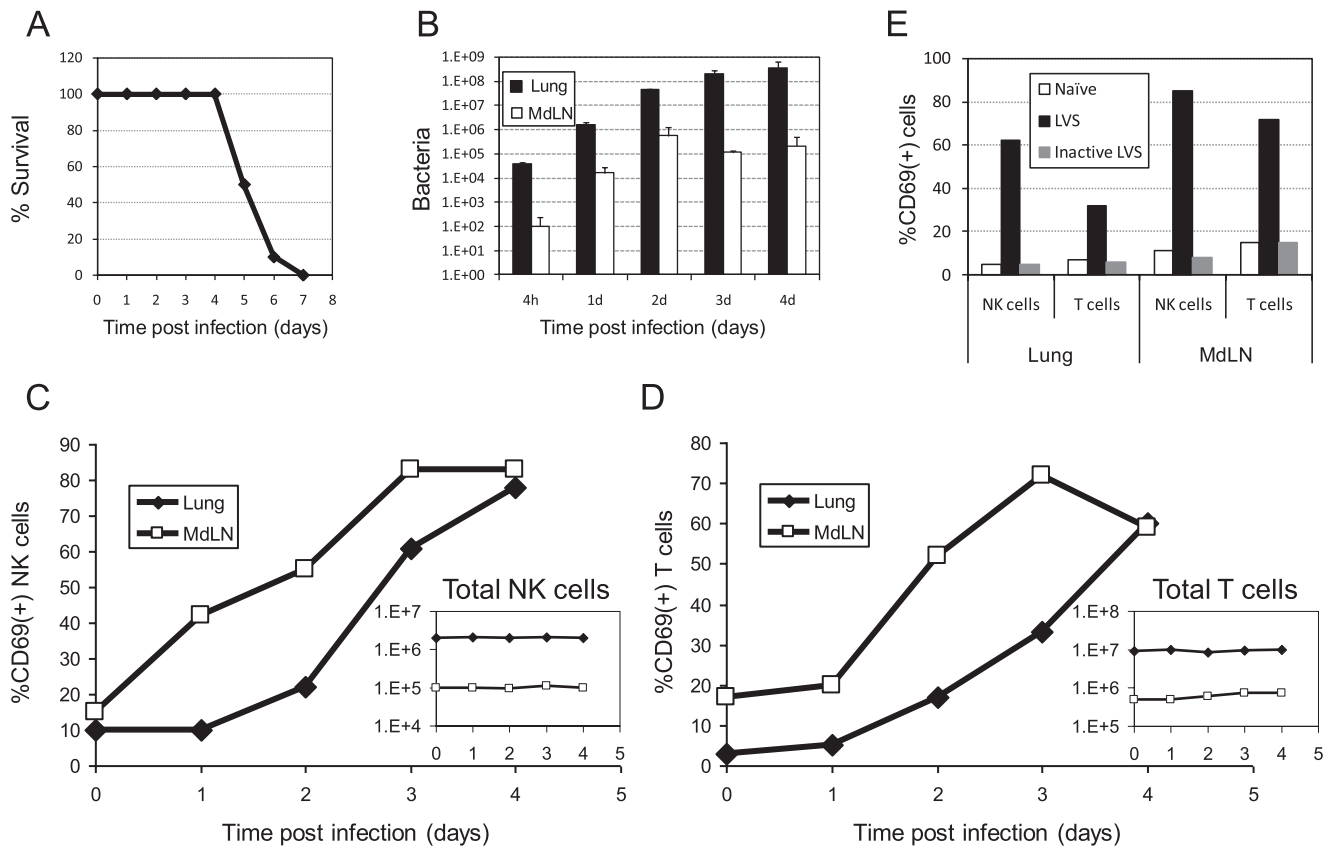 A
120
100
80
60
40
20
0
0 1 2 3 4 5 6 7 8
% Survival
Time post infection (days)
B
1.E+09
1.E+08
1.E+07
1.E+06
1.E+05
1.E+04
1.E+03
1.E+02
1.E+01
1.E+00
Lung
MdLN
Bacteria
4h 1d 2d 3d 4d
Time post infection (days)
E
100
80
60
40
20
0
%CD69(+) cells
Naïve
LVS
Inactive LVS
NK cells T cells NK cells T cells
Lung MdLN
C
90
80
70
60
50
40
30
20
10
0
%CD69(+) NK cells
Lung
MdLN
Total NK cells
1.E+7
1.E+6
1.E+5
1.E+4
0 1 2 3 4 5
0 1 2 3 4 5
Time post infection (days)
D
80
70
60
50
40
30
20
10
0
%CD69(+) T cells
Lung
MdLN
Total T cells
1.E+8
1.E+7
1.E+6
1.E+5
0 1 2 3 4 5
0 1 2 3 4 5
Time post infection (days)